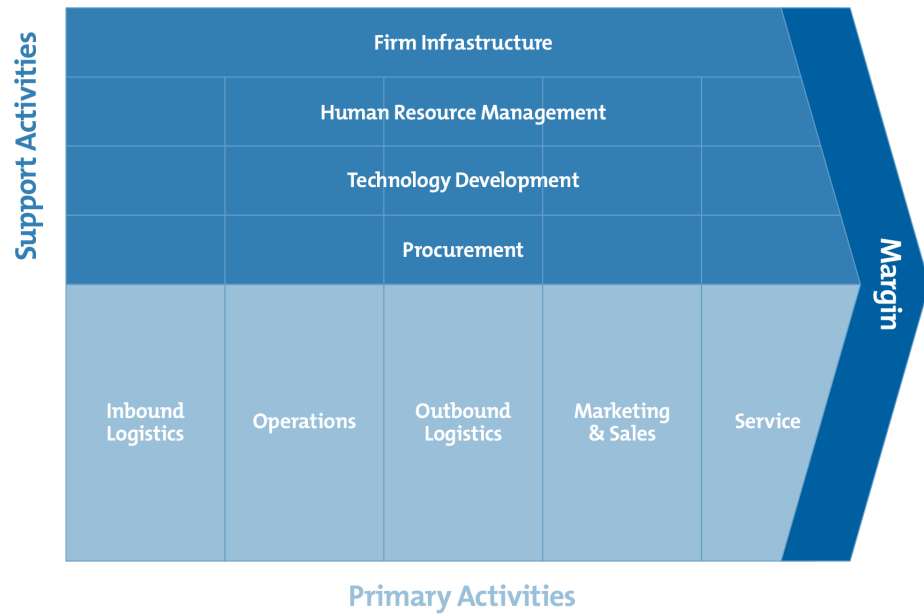 Support Activities
Firm Infrastructure
Human Resource Management
Technology Development
Procurement
Margin
Inbound
Logistics
Operations
Outbound
Logistics
Marketing
& Sales
Service
Primary Activities